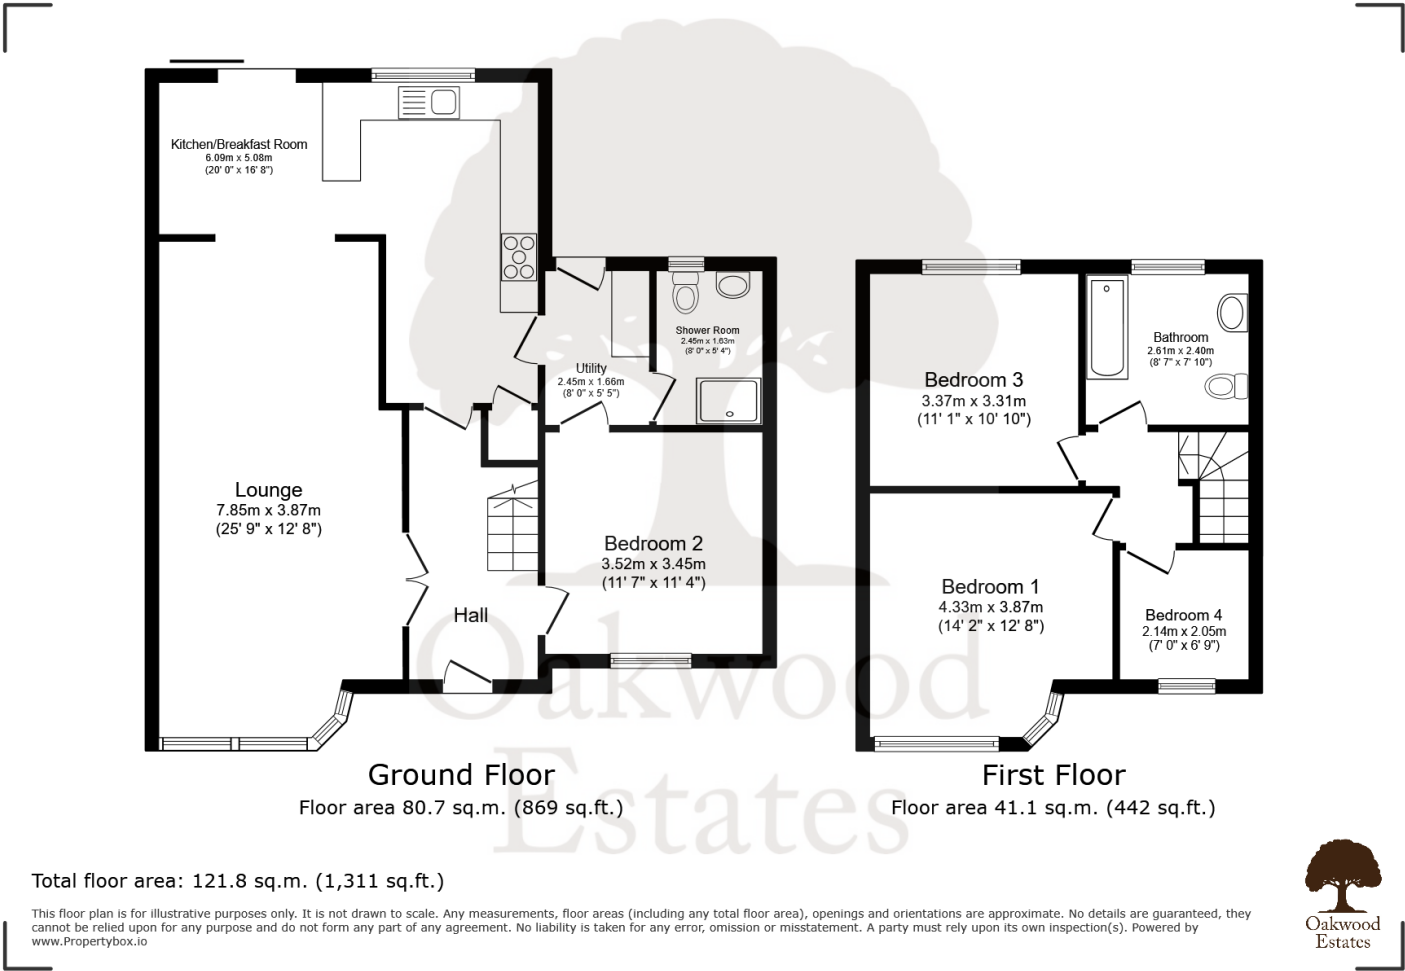 Kitchen/Breakfast Room
6.09m x 5.08m
(20' 0" x 16' 8")
Shower Room
2.45m x 1.63m
(8' 0" x 5' 4")
Utility
2.45m x 1.66m
(8' 0" x 5' 5")
Lounge
7.85m x 3.87m
(25' 9" x 12' 8")
Bedroom 2
3.52m x 3.45m
(11' 7" x 11' 4")
Hall
Bedroom 3
3.37m x 3.31m
(11' 1" x 10' 10")
Bathroom
2.61m x 2.40m
(8' 7" x 7' 10")
Bedroom 1
4.33m x 3.87m
(14' 2" x 12' 8")
Bedroom 4
2.14m x 2.05m
(7' 0" x 6' 9")
Oakwood
Estates
Ground Floor
Floor area 80.7 sq.m. (869 sq.ft.)
First Floor
Floor area 41.1 sq.m. (442 sq.ft.)
Total floor area: 121.8 sq.m. (1,311 sq.ft.)
This floor plan is for illustrative purposes only. It is not drawn to scale. Any measurements, floor areas (including any total floor area), openings and orientations are approximate. No details are guaranteed, they
cannot be relied upon for any purpose and do not form any part of any agreement. No liability is taken for any error, omission or misstatement. A party must rely upon its own inspection(s). Powered by
www.Propertybox.io
Oakwood
Estates